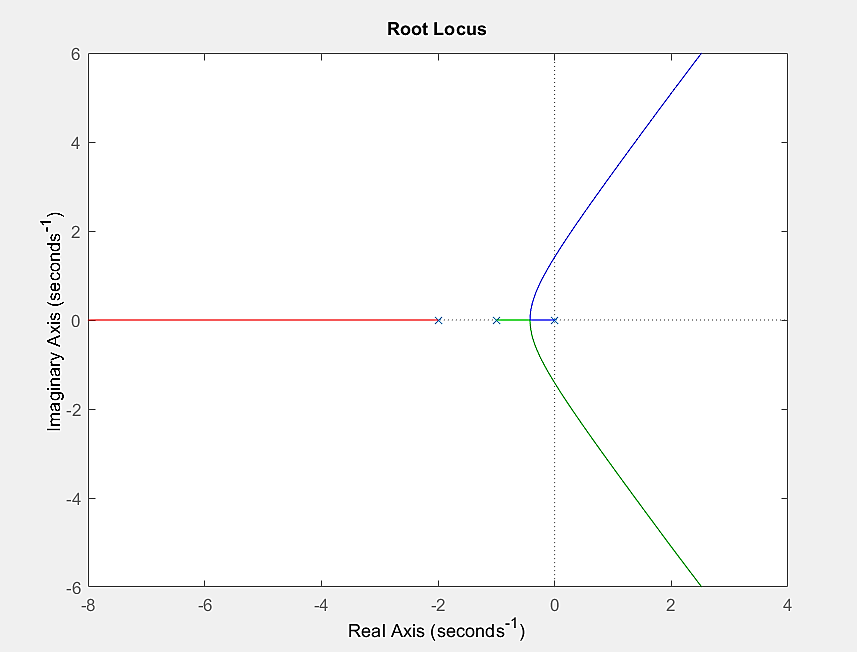 Root Locus
Imaginary Axis (seconds⁻¹)
6
4
2
0
-2
-4
-6
-8 -6 -4 -2 0 2 4
Real Axis (seconds⁻¹)